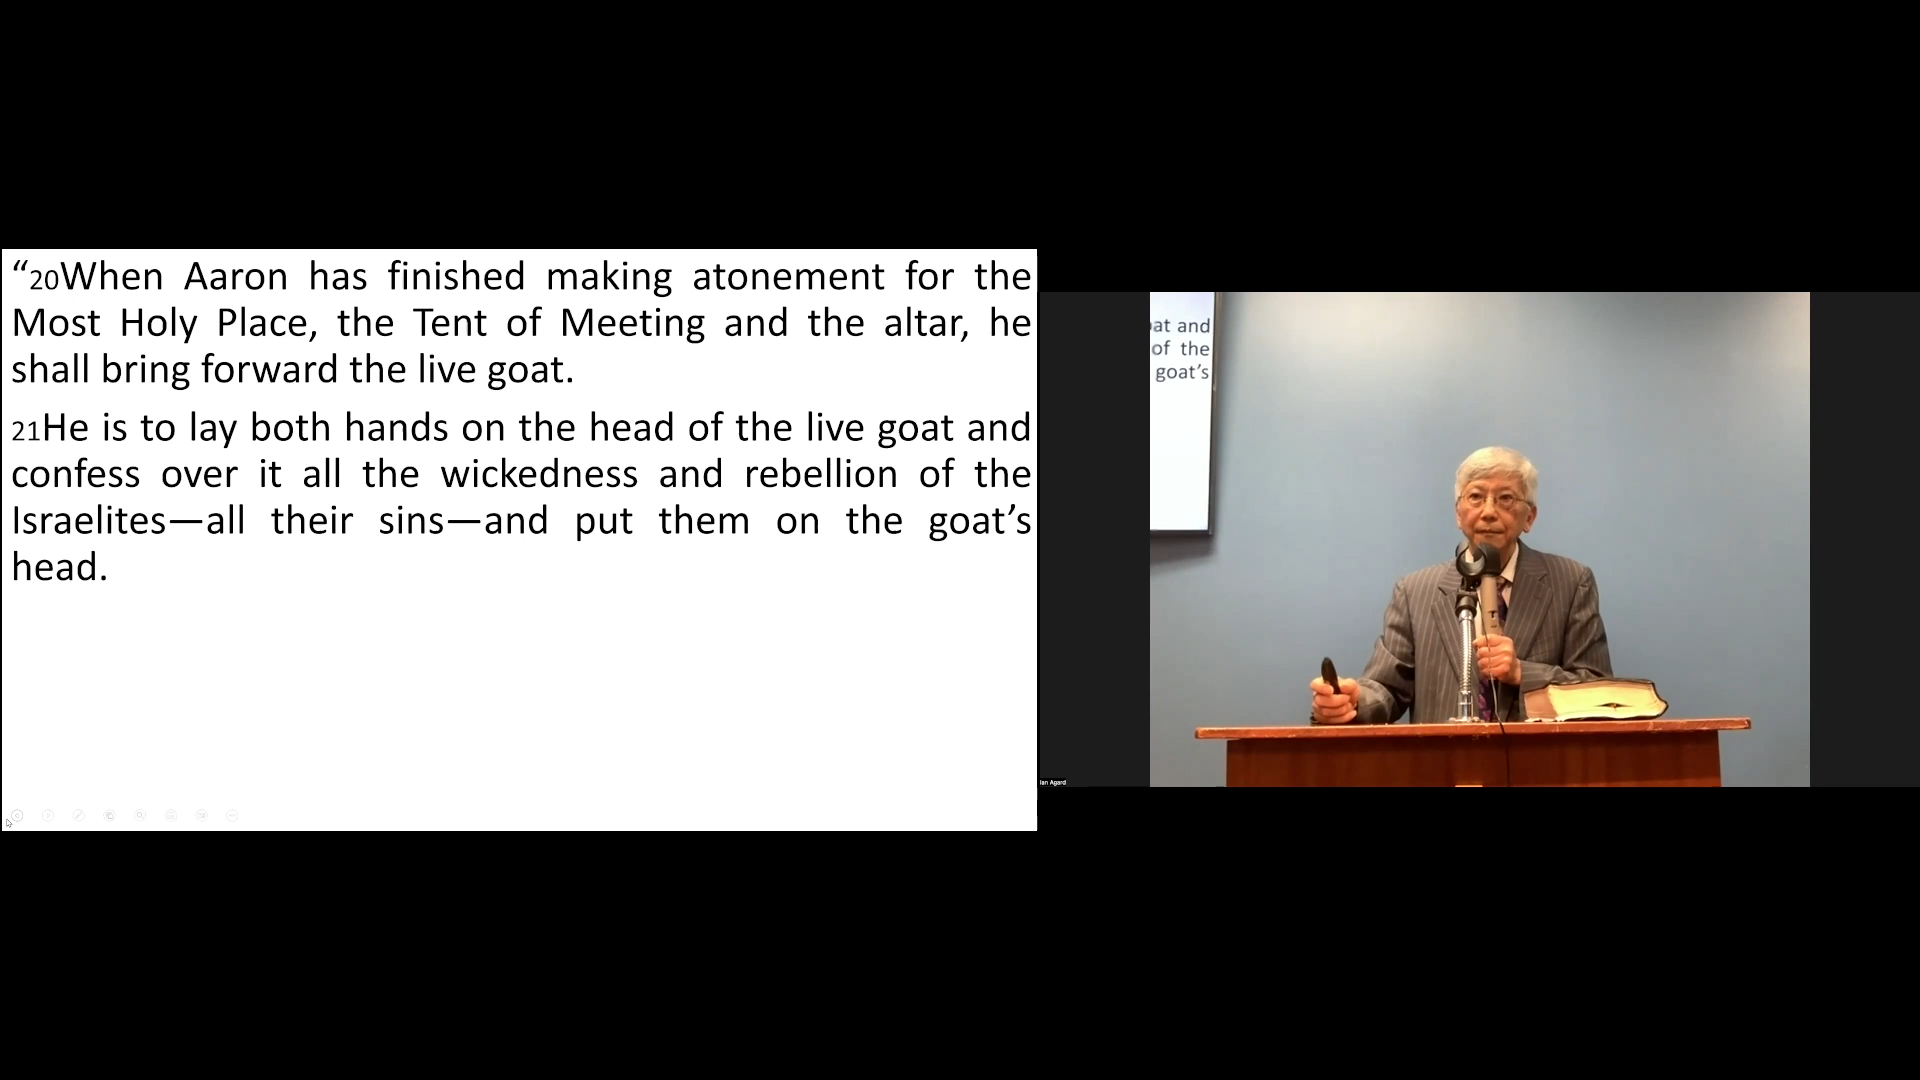 “20When Aaron has finished making atonement for the
Most Holy Place, the Tent of Meeting and the altar, he
shall bring forward the live goat.
21He is to lay both hands on the head of the live goat and
confess over it all the wickedness and rebellion of the
Israelites—all their sins—and put them on the goat’s
head.
at and
of the
goat’s
Ian Agard